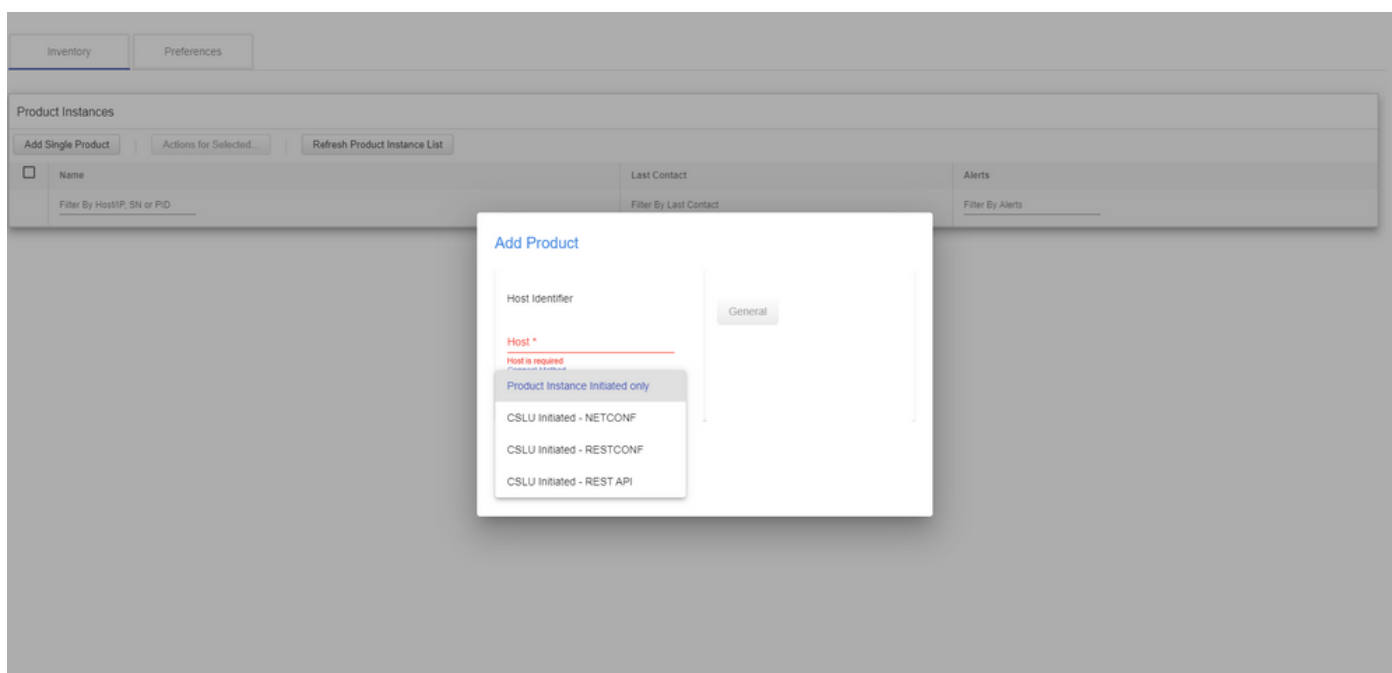 Inventory
Preferences
Product Instances
Add Single Product
Actions for Selected...
Refresh Product Instance List
Name
Last Contact
Alerts
Filter By Host/IP, SN or PID
Filter By Last Contact
Filter By Alerts
Add Product
Host Identifier
General
Host *
Host is required
Connect Method
Product Instance Initiated only
CSLU Initiated - NETCONF
CSLU Initiated - RESTCONF
CSLU Initiated - REST API